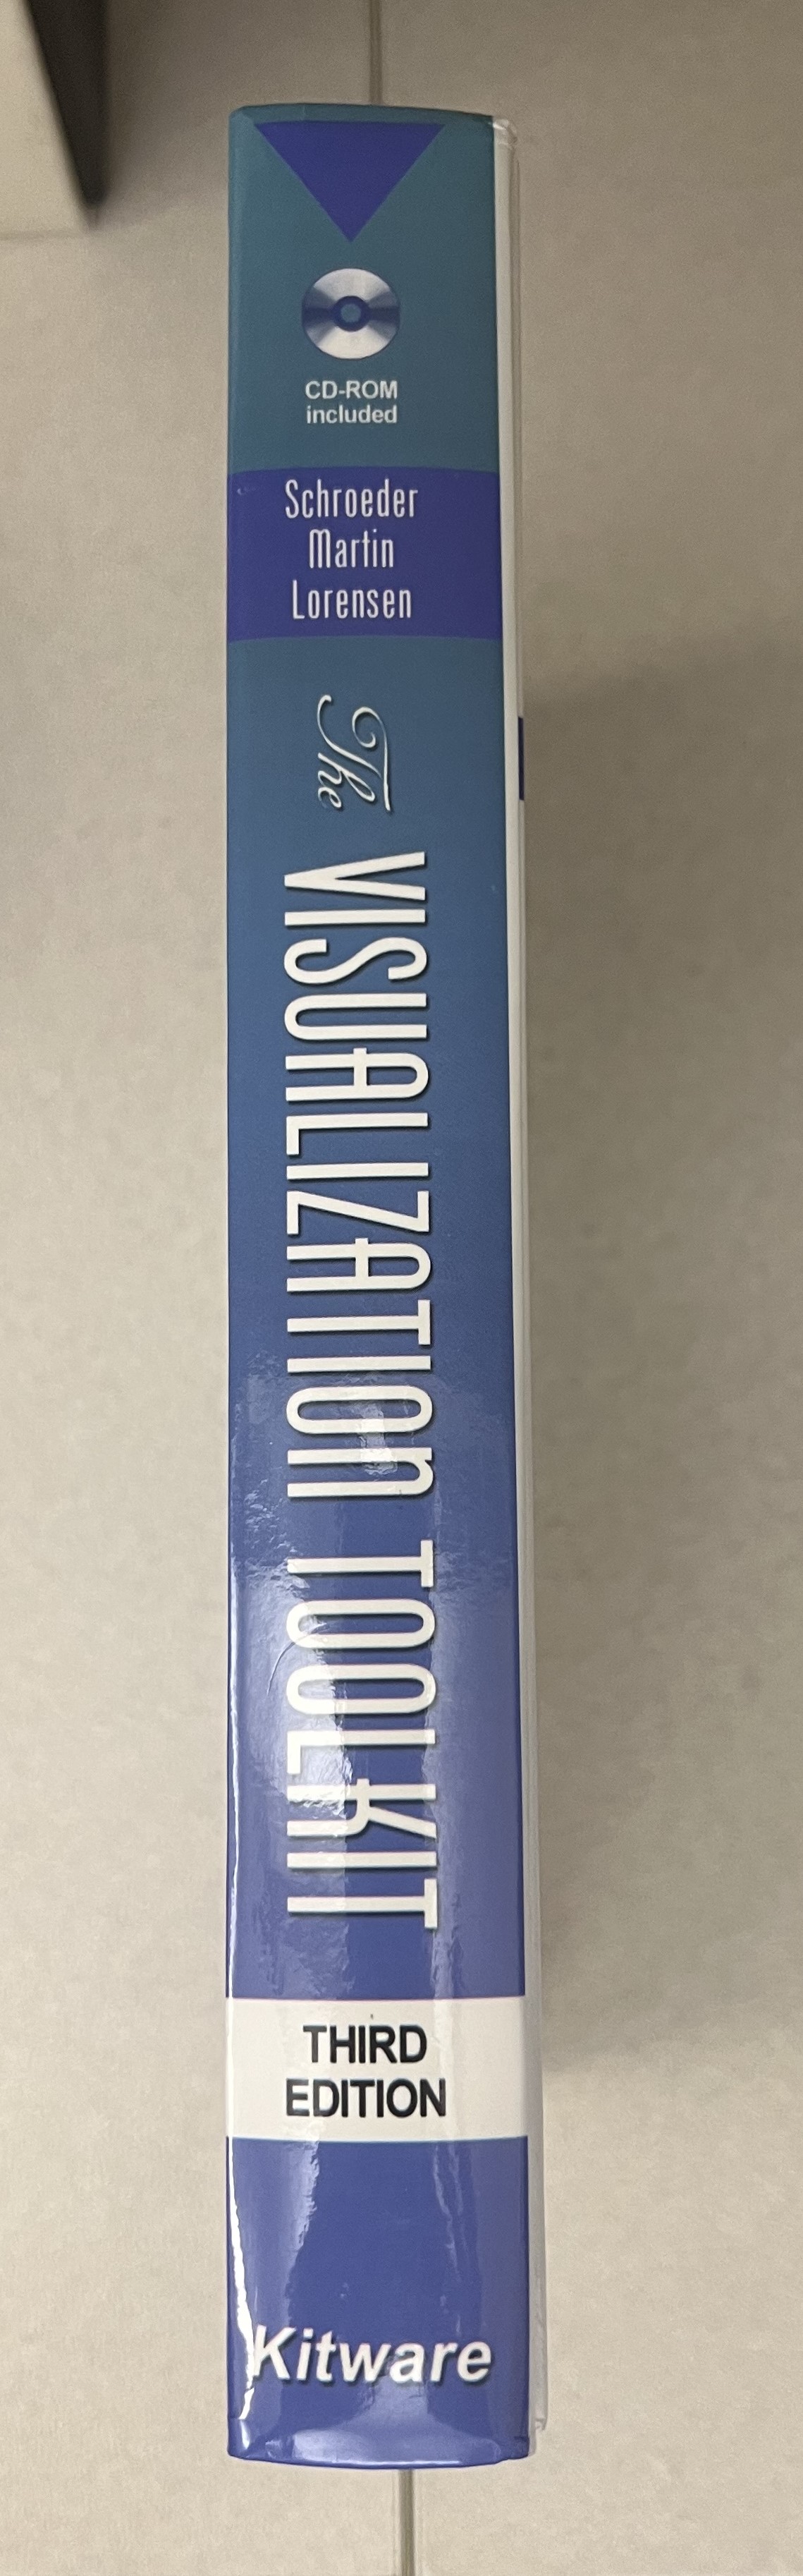 CD-ROM
included
Schroeder
Martin
Lorensen
The VISUALIZATION TOOLKIT
THIRD
EDITION
Kitware